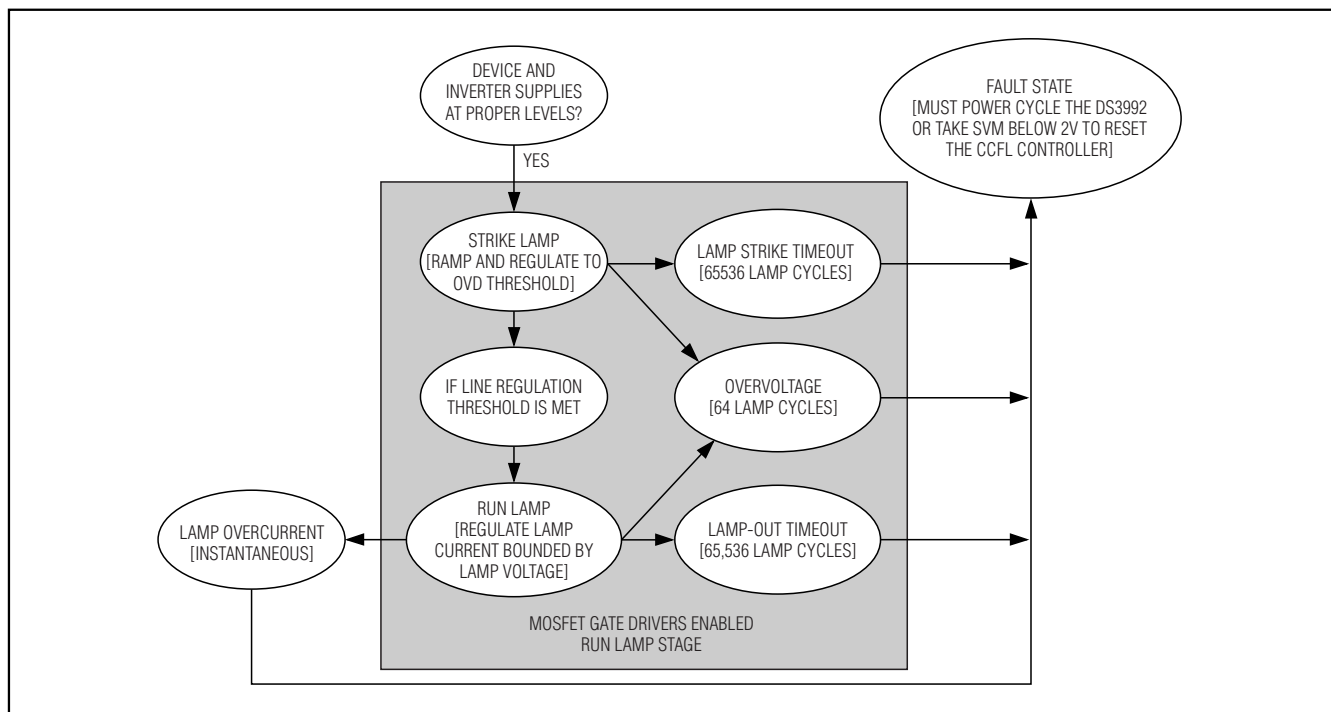 DEVICE AND
INVERTER SUPPLIES
AT PROPER LEVELS?
YES
FAULT STATE
[MUST POWER CYCLE THE DS3992
OR TAKE SVM BELOW 2V TO RESET
THE CCFL CONTROLLER]
STRIKE LAMP
[RAMP AND REGULATE TO
OVD THRESHOLD]
LAMP STRIKE TIMEOUT
[65536 LAMP CYCLES]
IF LINE REGULATION
THRESHOLD IS MET
OVERVOLTAGE
[64 LAMP CYCLES]
LAMP OVERCURRENT
[INSTANTANEOUS]
RUN LAMP
[REGULATE LAMP
CURRENT BOUNDED BY
LAMP VOLTAGE]
LAMP-OUT TIMEOUT
[65,536 LAMP CYCLES]
MOSFET GATE DRIVERS ENABLED
RUN LAMP STAGE